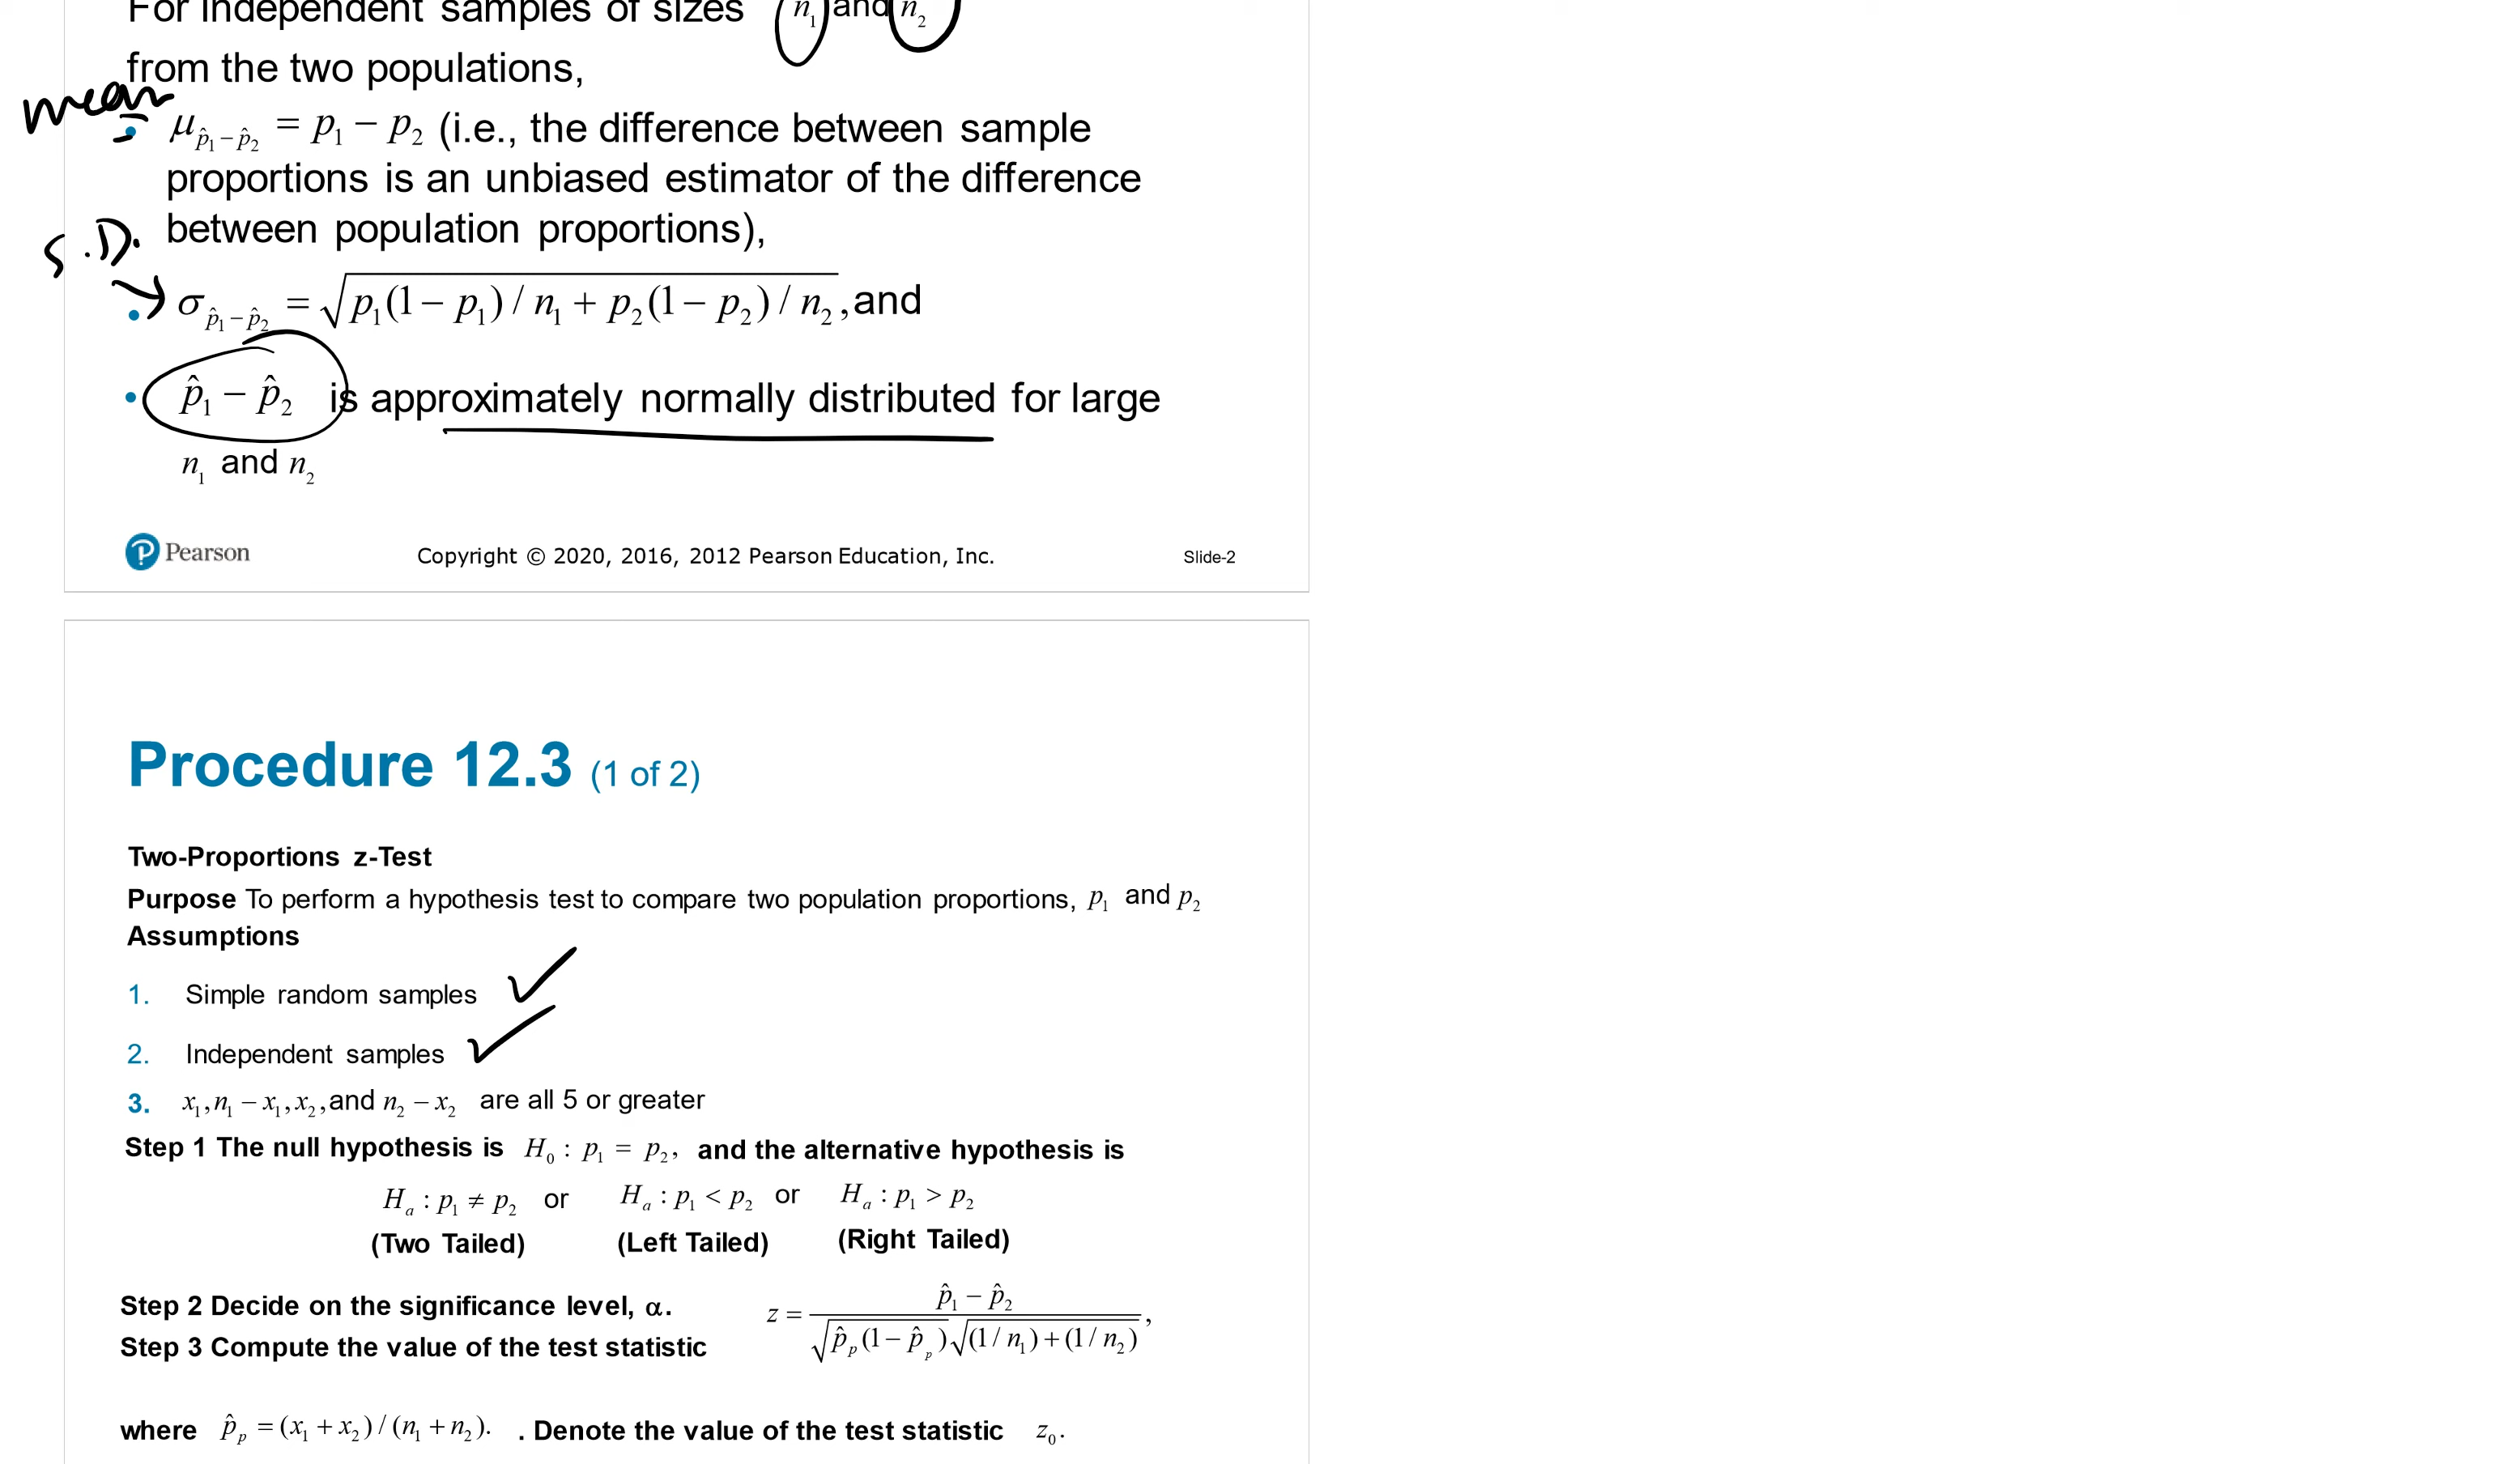 For independent samples of sizes n₁ and n₂
from the two populations,
mean
• μ_p̂₁−p̂₂ = p₁ − p₂ (i.e., the difference between sample
proportions is an unbiased estimator of the difference
S.D. between population proportions),
• σ_p̂₁−p̂₂ = √(p₁(1 − p₁) / n₁ + p₂(1 − p₂) / n₂), and
• p̂₁ − p̂₂ is approximately normally distributed for large
n₁ and n₂
Pearson Copyright © 2020, 2016, 2012 Pearson Education, Inc. Slide-2
Procedure 12.3 (1 of 2)
Two-Proportions z-Test
Purpose To perform a hypothesis test to compare two population proportions, p₁ and p₂
Assumptions
1. Simple random samples ✓
2. Independent samples ✓
3. x₁, n₁ − x₁, x₂, and n₂ − x₂ are all 5 or greater
Step 1 The null hypothesis is H₀ : p₁ = p₂, and the alternative hypothesis is
Hₐ : p₁ ≠ p₂ or Hₐ : p₁ < p₂ or Hₐ : p₁ > p₂
(Two Tailed) (Left Tailed) (Right Tailed)
Step 2 Decide on the significance level, α.
Step 3 Compute the value of the test statistic z = (p̂₁ − p̂₂) / (√(p̂ₚ(1 − p̂ₚ)) √((1 / n₁) + (1 / n₂))),
where p̂ₚ = (x₁ + x₂) / (n₁ + n₂). . Denote the value of the test statistic z₀.